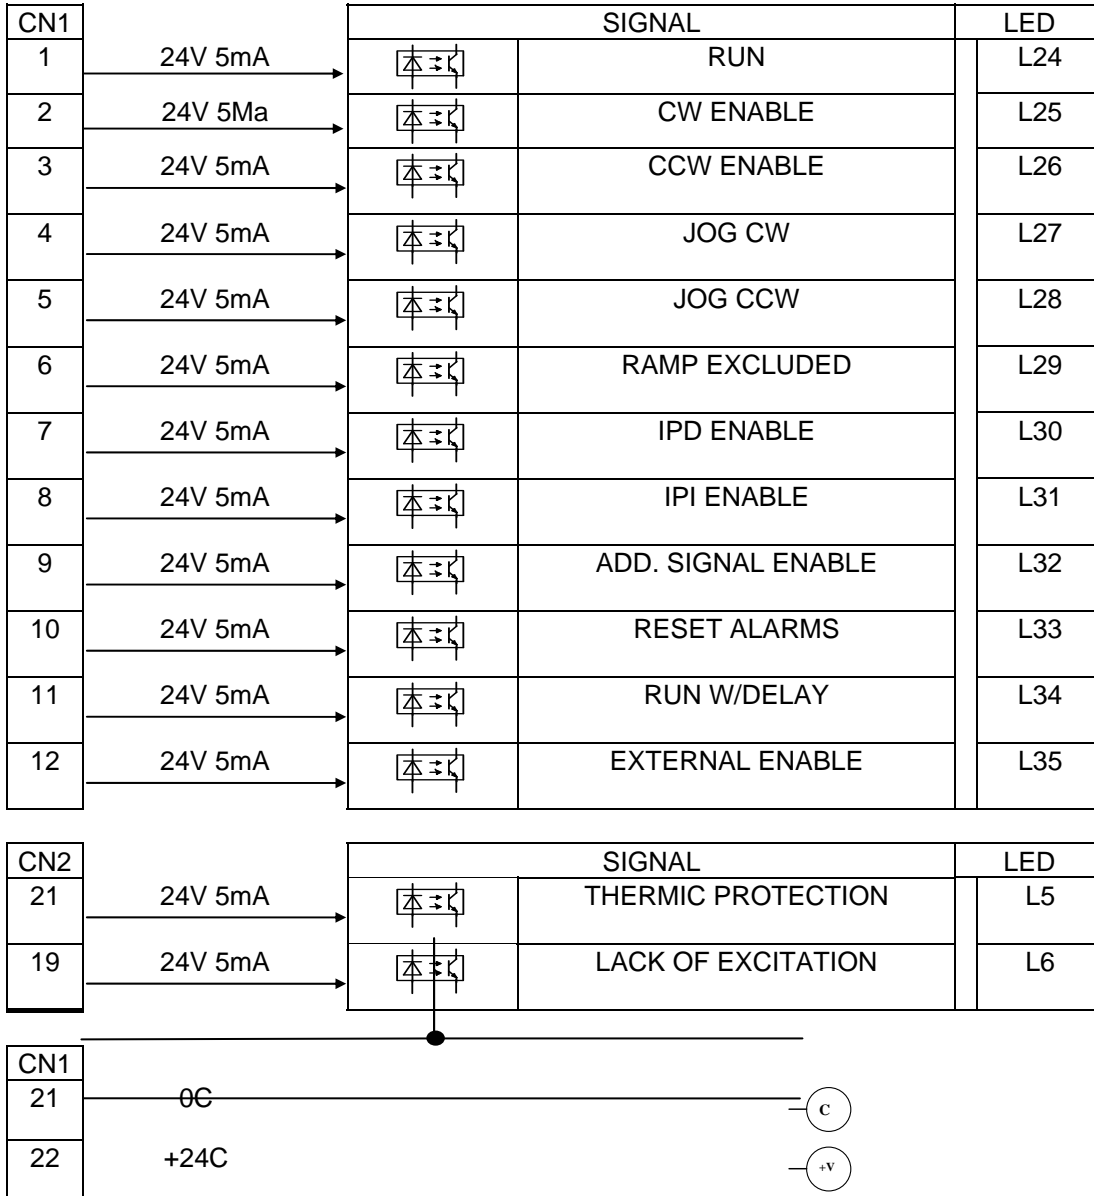 CN1 SIGNAL LED
1 24V 5mA RUN L24
2 24V 5Ma CW ENABLE L25
3 24V 5mA CCW ENABLE L26
4 24V 5mA JOG CW L27
5 24V 5mA JOG CCW L28
6 24V 5mA RAMP EXCLUDED L29
7 24V 5mA IPD ENABLE L30
8 24V 5mA IPI ENABLE L31
9 24V 5mA ADD. SIGNAL ENABLE L32
10 24V 5mA RESET ALARMS L33
11 24V 5mA RUN W/DELAY L34
12 24V 5mA EXTERNAL ENABLE L35
CN2 SIGNAL LED
21 24V 5mA THERMIC PROTECTION L5
19 24V 5mA LACK OF EXCITATION L6
CN1
21 0C C
22 +24C +V